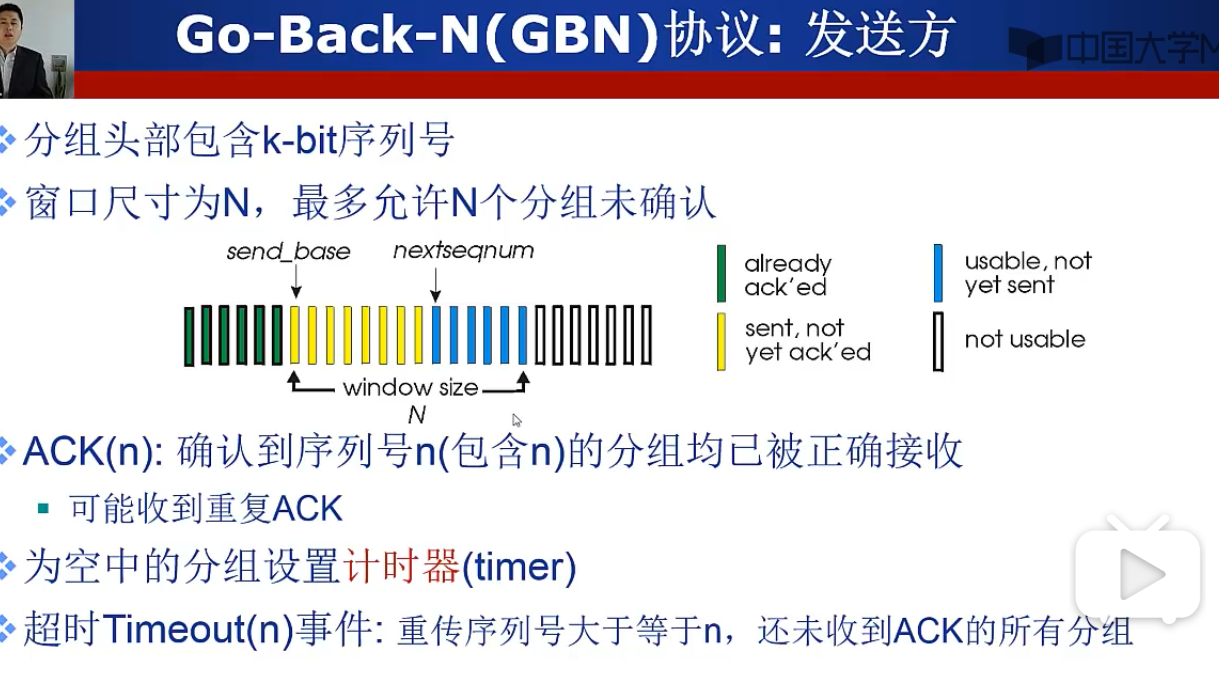 Go-Back-N(GBN)协议: 发送方
中国大学M
分组头部包含k-bit序列号
窗口尺寸为N，最多允许N个分组未确认
send_base
nextseqnum
already
ack'ed
usable, not
yet sent
sent, not
yet ack'ed
not usable
window size
N
ACK(n): 确认到序列号n(包含n)的分组均已被正确接收
可能收到重复ACK
为空中的分组设置计时器(timer)
超时Timeout(n)事件: 重传序列号大于等于n，还未收到ACK的所有分组